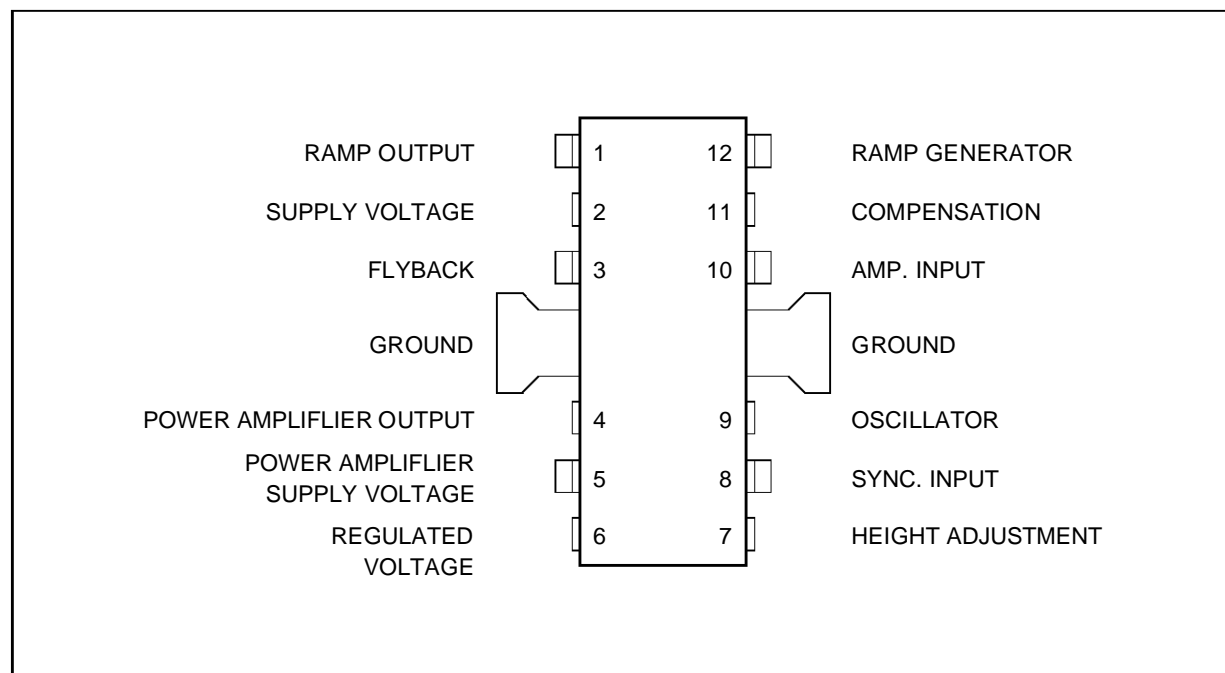 RAMP OUTPUT 1 12 RAMP GENERATOR
SUPPLY VOLTAGE 2 11 COMPENSATION
FLYBACK 3 10 AMP. INPUT
GROUND GROUND
POWER AMPLIFLIER OUTPUT 4 9 OSCILLATOR
POWER AMPLIFLIER
SUPPLY VOLTAGE 5 8 SYNC. INPUT
REGULATED
VOLTAGE 6 7 HEIGHT ADJUSTMENT